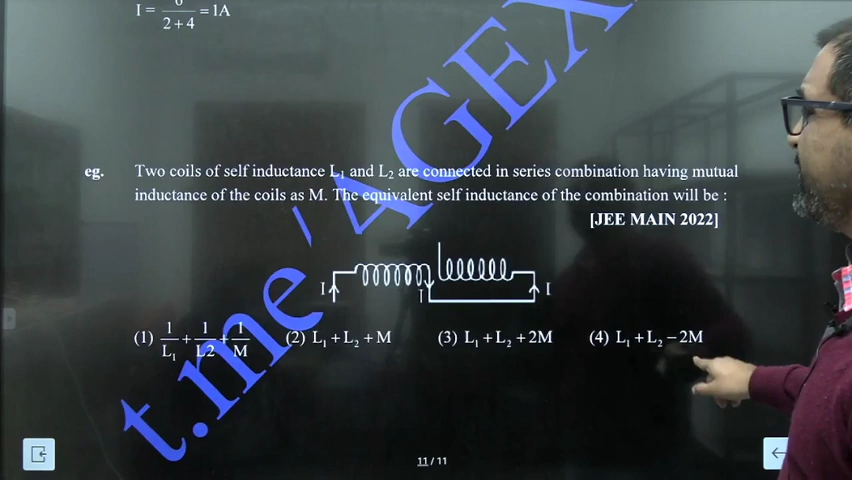 I = 6/(2 + 4) = 1A
eg. Two coils of self inductance L₁ and L₂ are connected in series combination having mutual
inductance of the coils as M. The equivalent self inductance of the combination will be :
[JEE MAIN 2022]
I I I
(1) 1/L₁ + 1/L2 + 1/M (2) L₁ + L₂ + M (3) L₁ + L₂ + 2M (4) L₁ + L₂ − 2M
t.me/AGEX
11 / 11